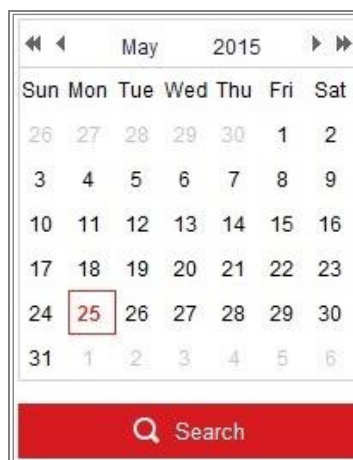 May 2015
Sun Mon Tue Wed Thu Fri Sat
26 27 28 29 30 1 2
3 4 5 6 7 8 9
10 11 12 13 14 15 16
17 18 19 20 21 22 23
24 25 26 27 28 29 30
31 1 2 3 4 5 6
Search